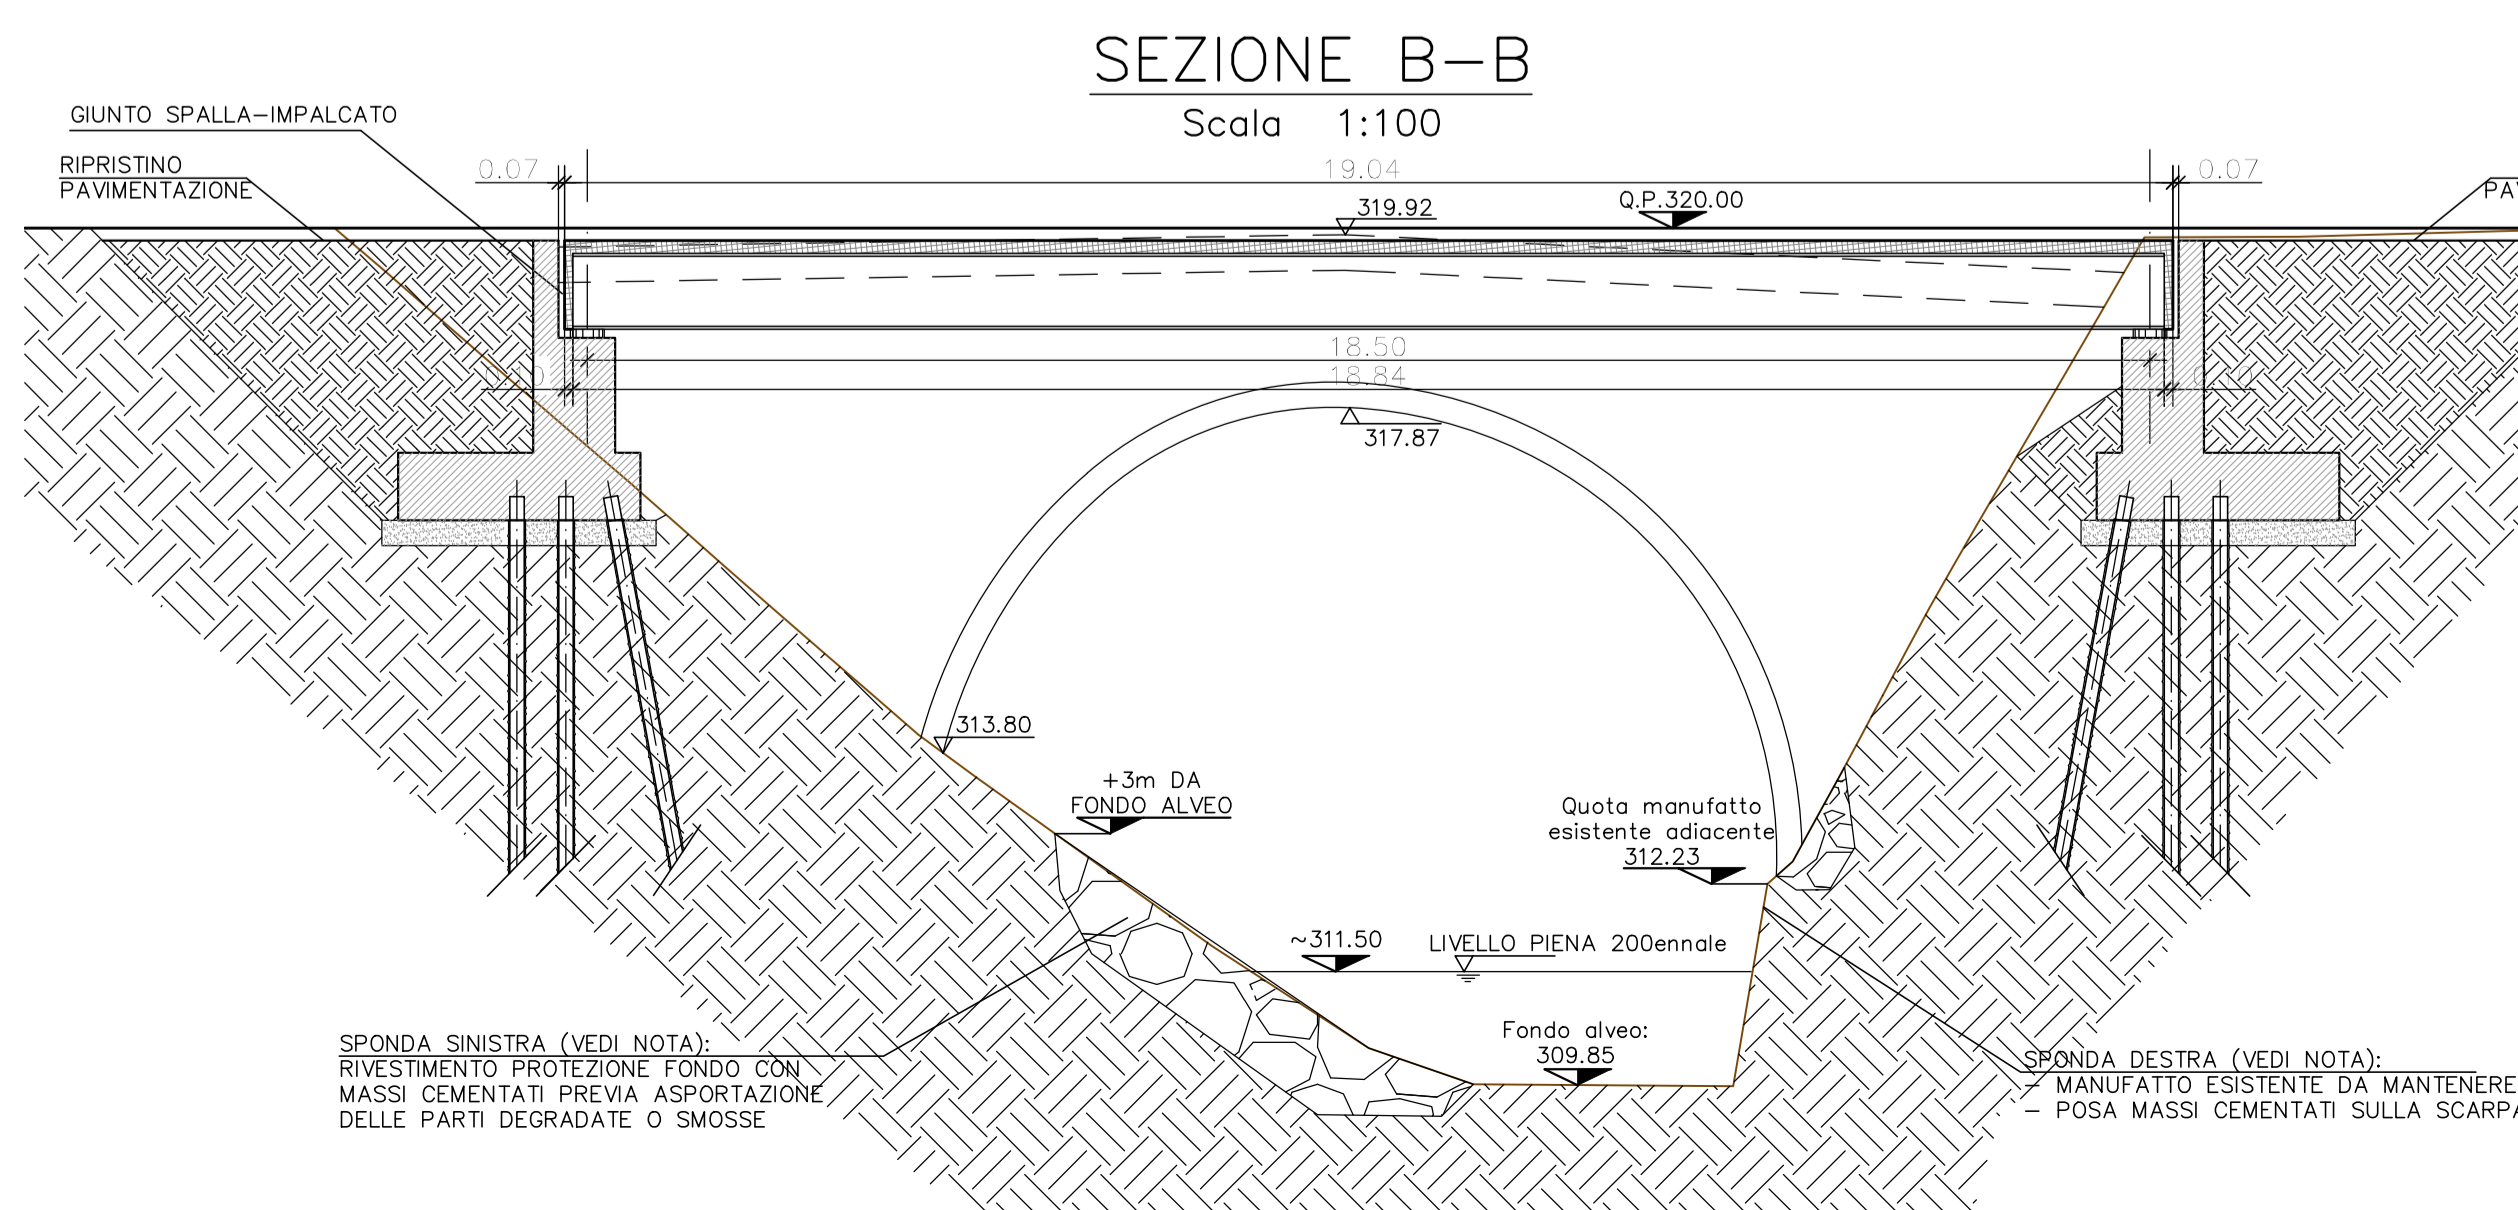 SEZIONE B-B
Scala 1:100
GIUNTO SPALLA-IMPALCATO
RIPRISTINO
PAVIMENTAZIONE
0.07
19.04
0.07
319.92
Q.P.320.00
18.50
0.10
18.84
317.87
313.80
+3m DA
FONDO ALVEO
Quota manufatto
esistente adiacente
312.23
~311.50
LIVELLO PIENA 200ennale
Fondo alveo:
309.85
SPONDA SINISTRA (VEDI NOTA):
RIVESTIMENTO PROTEZIONE FONDO CON
MASSI CEMENTATI PREVIA ASPORTAZIONE
DELLE PARTI DEGRADATE O SMOSSE
SPONDA DESTRA (VEDI NOTA):
- MANUFATTO ESISTENTE DA MANTENERE
- POSA MASSI CEMENTATI SULLA